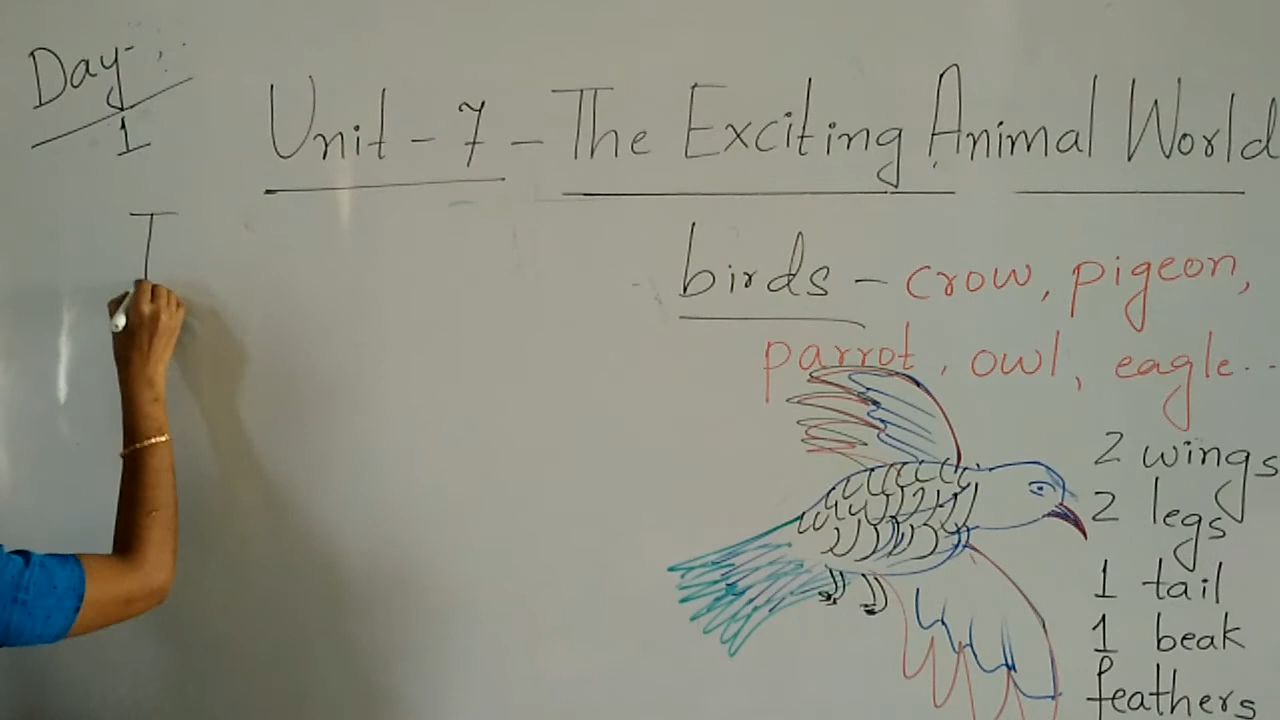 Day-
1
Unit - 7 - The Exciting Animal World
T
birds - crow, pigeon,
parrot, owl, eagle...
2 wings
2 legs
1 tail
1 beak
feathers